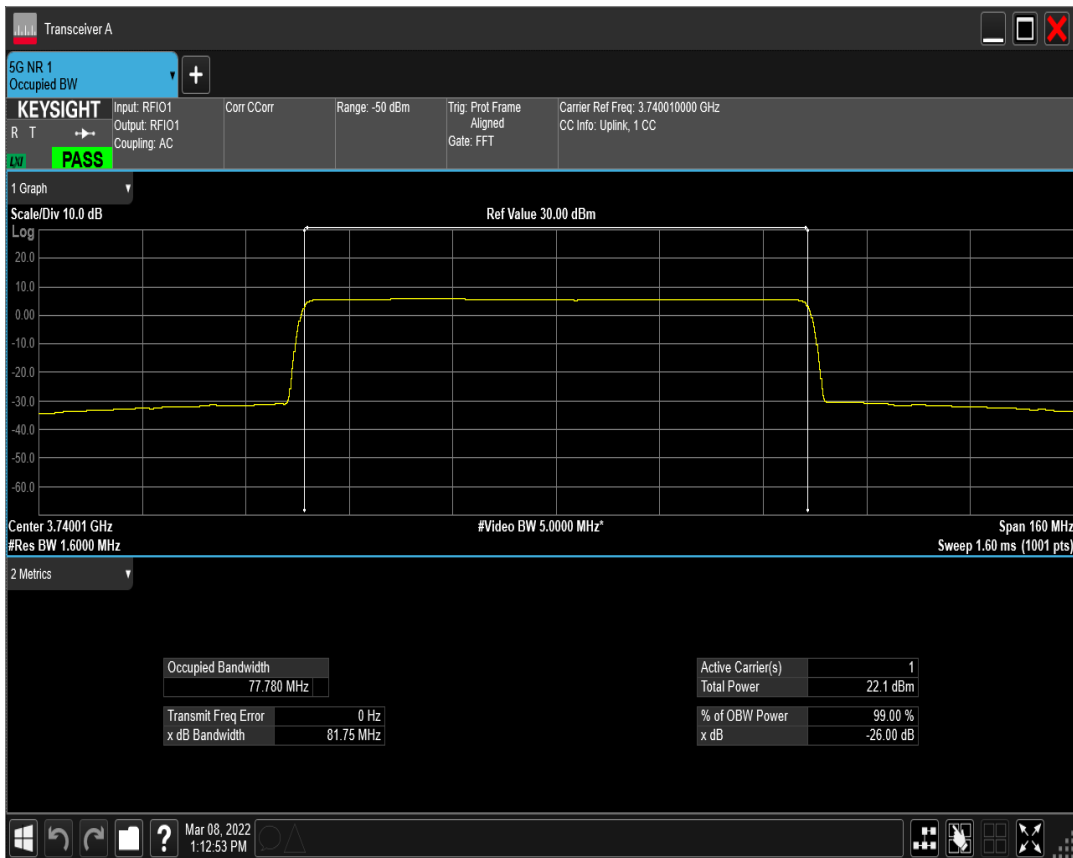 Transceiver A
5G NR 1
Occupied BW
+
KEYSIGHT
R T
LXI
PASS
Input: RFIO1
Output: RFIO1
Coupling: AC
Corr CCorr
Range: -50 dBm
Trig: Prot Frame
Aligned
Gate: FFT
Carrier Ref Freq: 3.740010000 GHz
CC Info: Uplink, 1 CC
1 Graph
Scale/Div 10.0 dB
Ref Value 30.00 dBm
Log
20.0
10.0
0.00
-10.0
-20.0
-30.0
-40.0
-50.0
-60.0
Center 3.74001 GHz
#Video BW 5.0000 MHz*
Span 160 MHz
#Res BW 1.6000 MHz
Sweep 1.60 ms (1001 pts)
2 Metrics
Occupied Bandwidth
77.780 MHz
Transmit Freq Error 0 Hz
x dB Bandwidth 81.75 MHz
Active Carrier(s) 1
Total Power 22.1 dBm
% of OBW Power 99.00 %
x dB -26.00 dB
?
Mar 08, 2022
1:12:53 PM